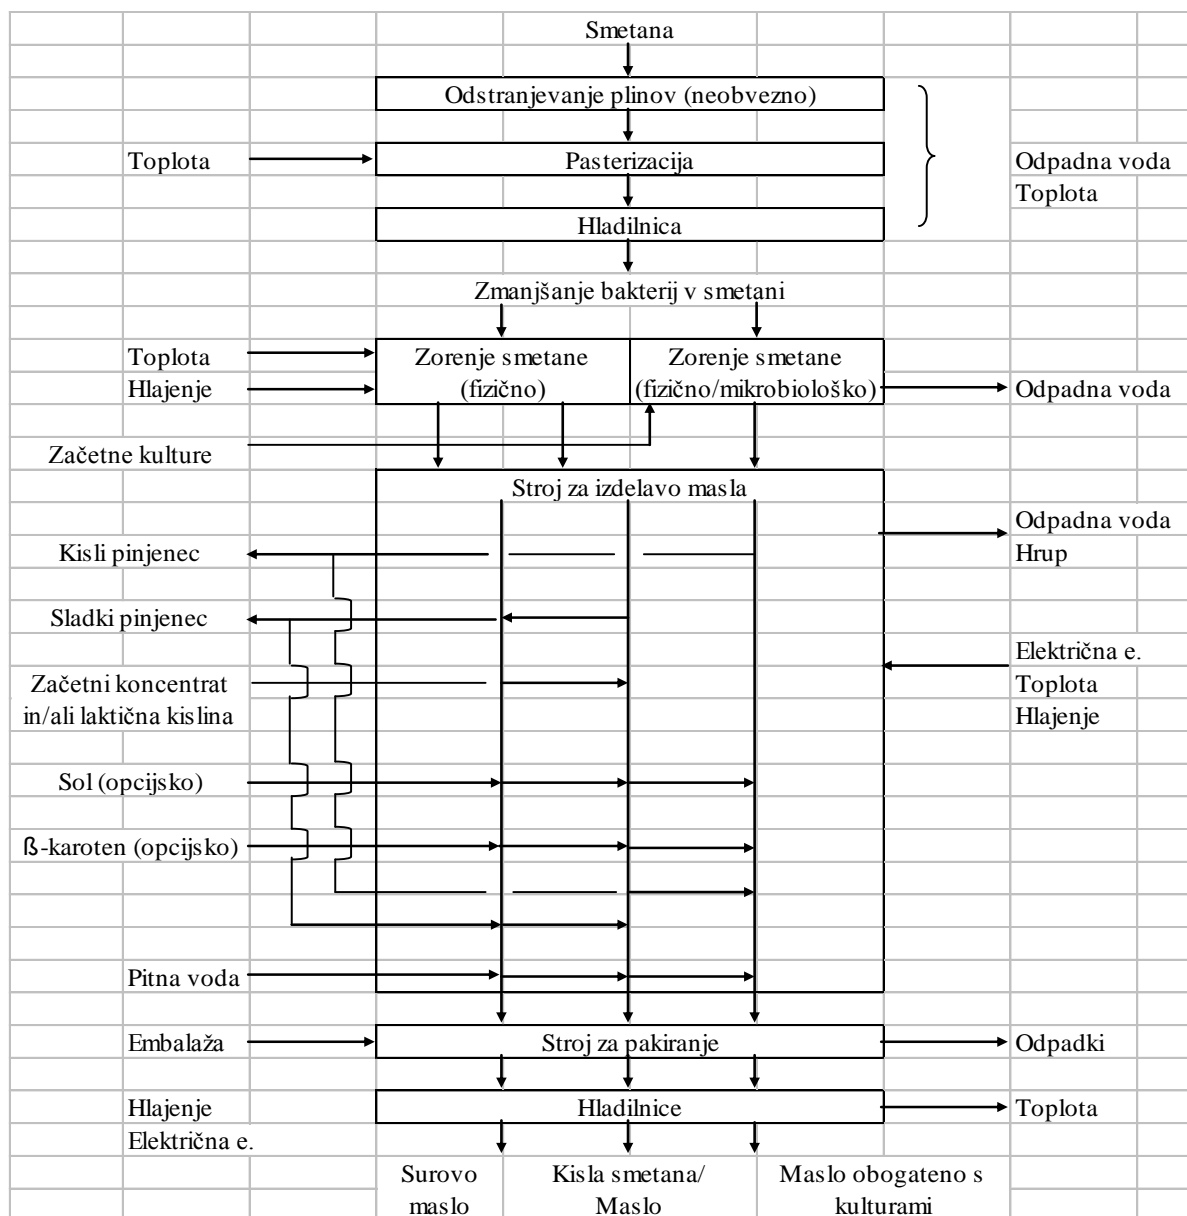 Smetana
Odstranjevanje plinov (neobvezno)
Toplota
Pasterizacija
Odpadna voda
Toplota
Hladilnica
Zmanjšanje bakterij v smetani
Toplota
Hlajenje
Zorenje smetane
(fizično)
Zorenje smetane
(fizično/mikrobiološko)
Odpadna voda
Začetne kulture
Stroj za izdelavo masla
Odpadna voda
Hrup
Kisli pinjenec
Sladki pinjenec
Električna e.
Toplota
Hlajenje
Začetni koncentrat
in/ali laktična kislina
Sol (opcijsko)
ß-karoten (opcijsko)
Pitna voda
Embalaža
Stroj za pakiranje
Odpadki
Hlajenje
Električna e.
Hladilnice
Toplota
Surovo
maslo
Kisla smetana/
Maslo
Maslo obogateno s
kulturami